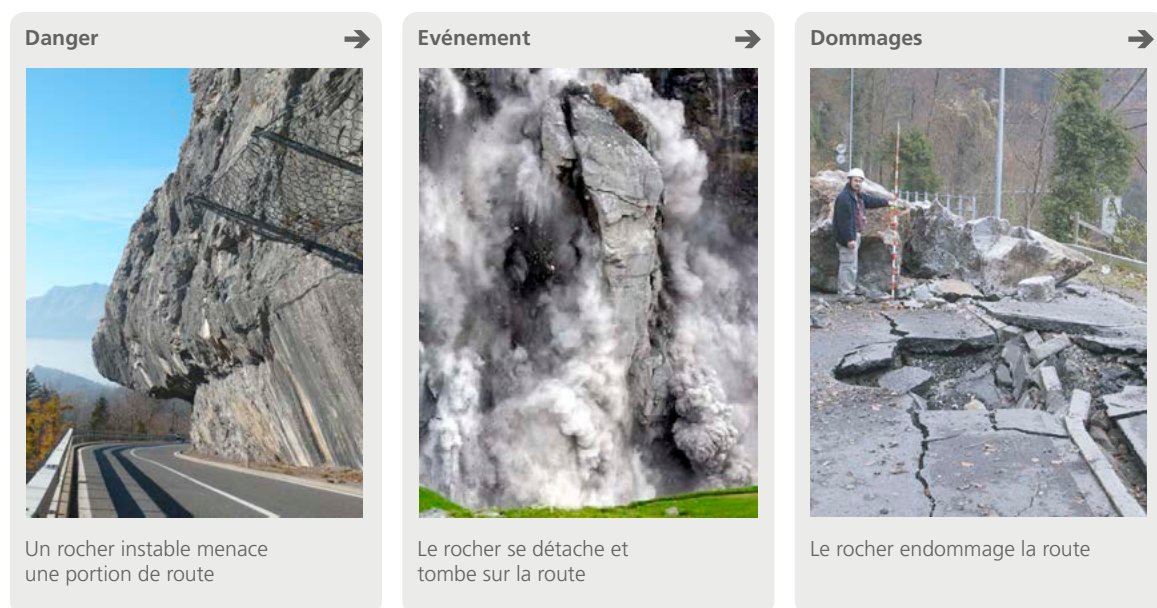 Danger
Un rocher instable menace
une portion de route
Evénement
Le rocher se détache et
tombe sur la route
Dommages
Le rocher endommage la route